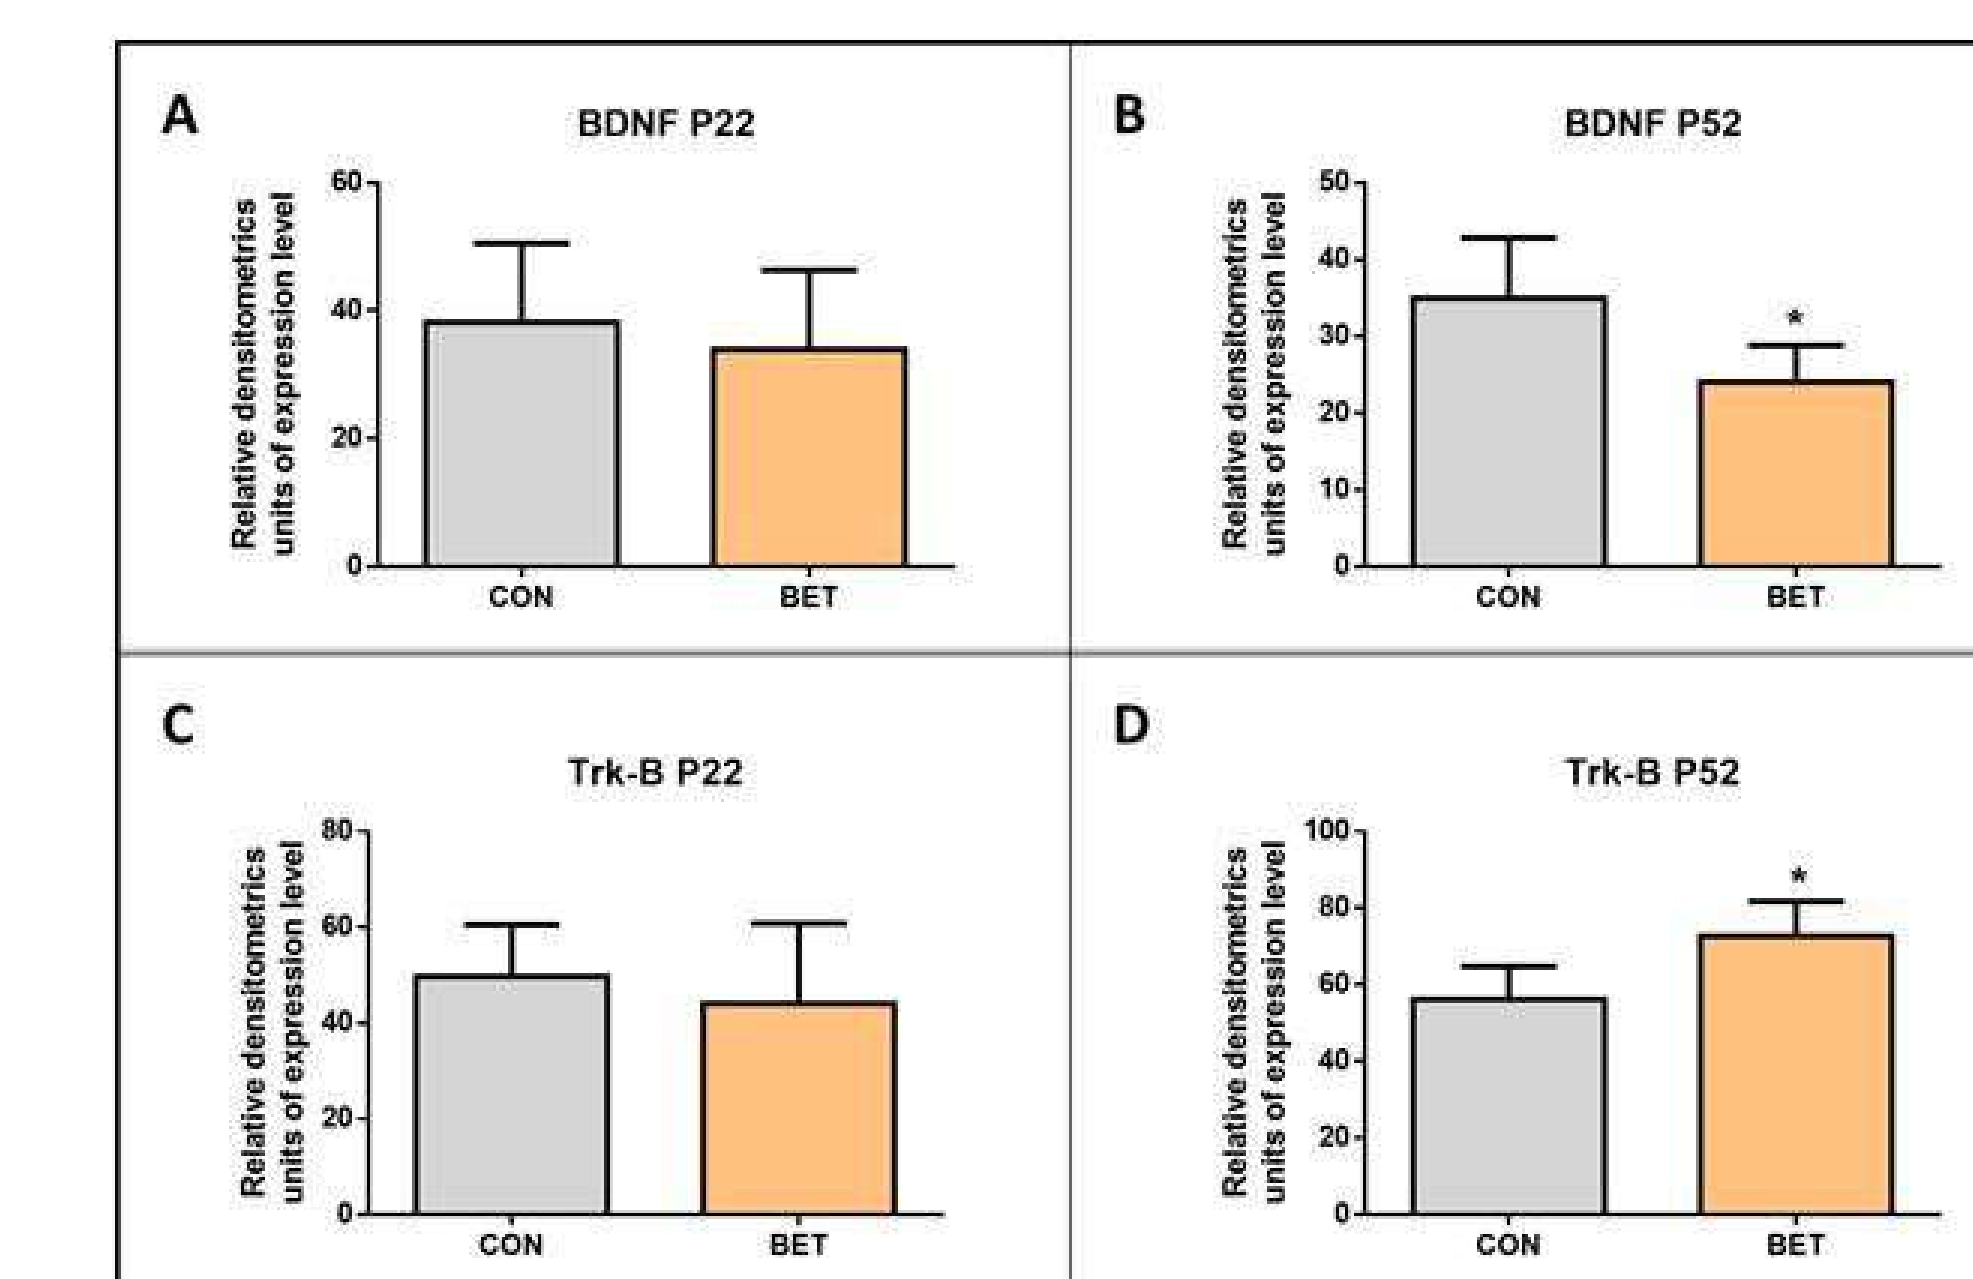 A
BDNF P22
Relative densitometrics
units of expression level
60
40
20
0
CON BET
B
BDNF P52
Relative densitometrics
units of expression level
50
40
30
20
10
0
*
CON BET
C
Trk-B P22
Relative densitometrics
units of expression level
80
60
40
20
0
CON BET
D
Trk-B P52
Relative densitometrics
units of expression level
100
80
60
40
20
0
*
CON BET